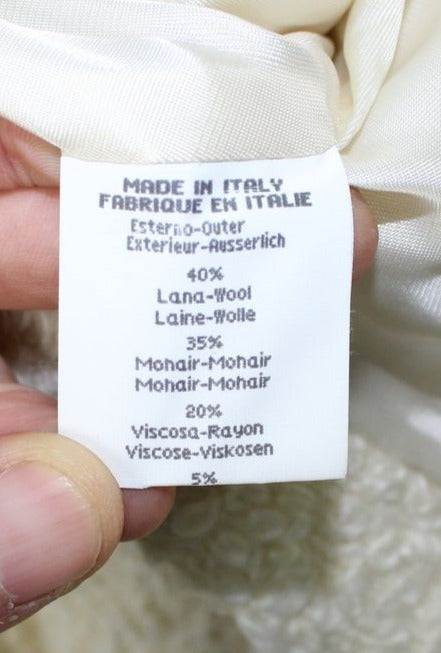 MADE IN ITALY
FABRIQUE EN ITALIE
Esterno-Outer
Exterieur-Ausserlich
40%
Lana-Wool
Laine-Wolle
35%
Mohair-Mohair
Mohair-Mohair
20%
Viscosa-Rayon
Viscose-Viskosen
5%